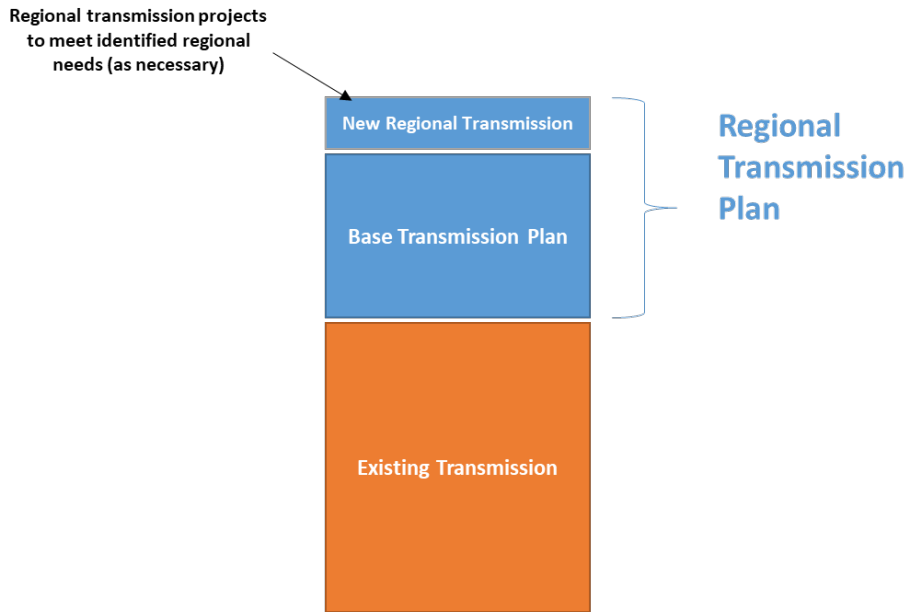 Regional transmission projects
to meet identified regional
needs (as necessary)
New Regional Transmission
Regional
Transmission
Plan
Base Transmission Plan
Existing Transmission